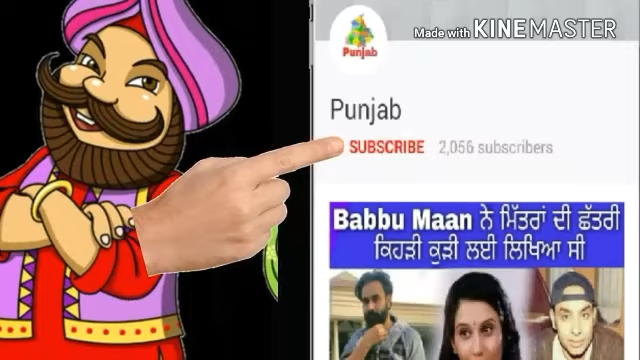 Made with KINEMASTER
Punjab
Punjab
SUBSCRIBE 2,056 subscribers
Babbu Maan ਨੇ ਮਿੱਤਰਾਂ ਦੀ ਛੱਤਰੀ
ਕਿਹੜੀ ਕੁੜੀ ਲਈ ਲਿਖਿਆ ਸੀ